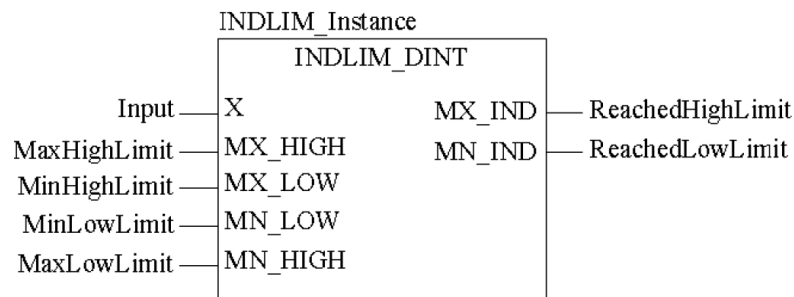 INDLIM_Instance
INDLIM_DINT
Input X MX_IND ReachedHighLimit
MaxHighLimit MX_HIGH MN_IND ReachedLowLimit
MinHighLimit MX_LOW
MinLowLimit MN_LOW
MaxLowLimit MN_HIGH